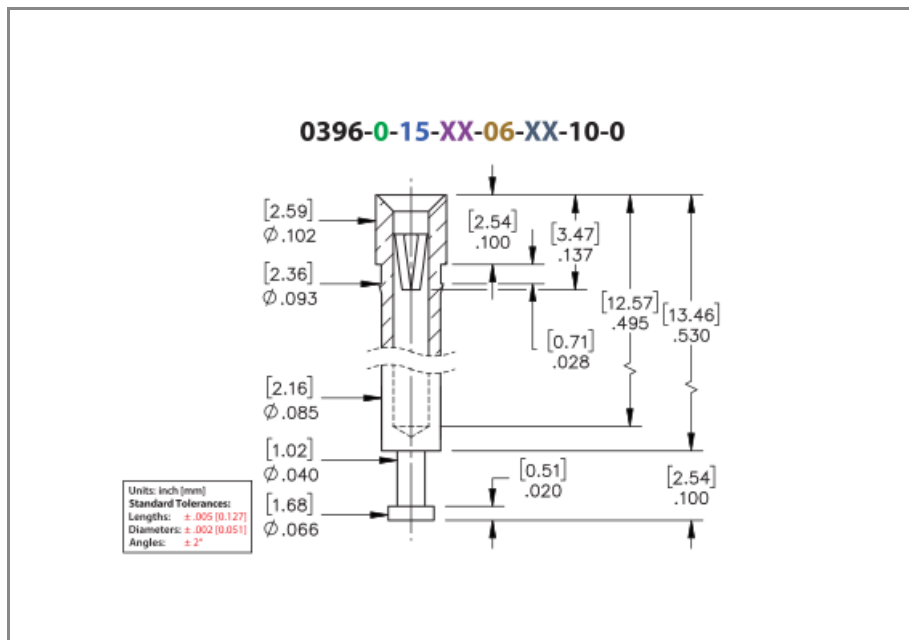 0396-0-15-XX-06-XX-10-0
[2.59]
Ø.102
[2.36]
Ø.093
[2.16]
Ø.085
[1.02]
Ø.040
[1.68]
Ø.066
[2.54]
.100
[3.47]
.137
[0.71]
.028
[12.57]
.495
[13.46]
.530
[0.51]
.020
[2.54]
.100
Units: inch [mm]
Standard Tolerances:
Lengths: ± .005 [0.127]
Diameters: ± .002 [0.051]
Angles: ± 2°